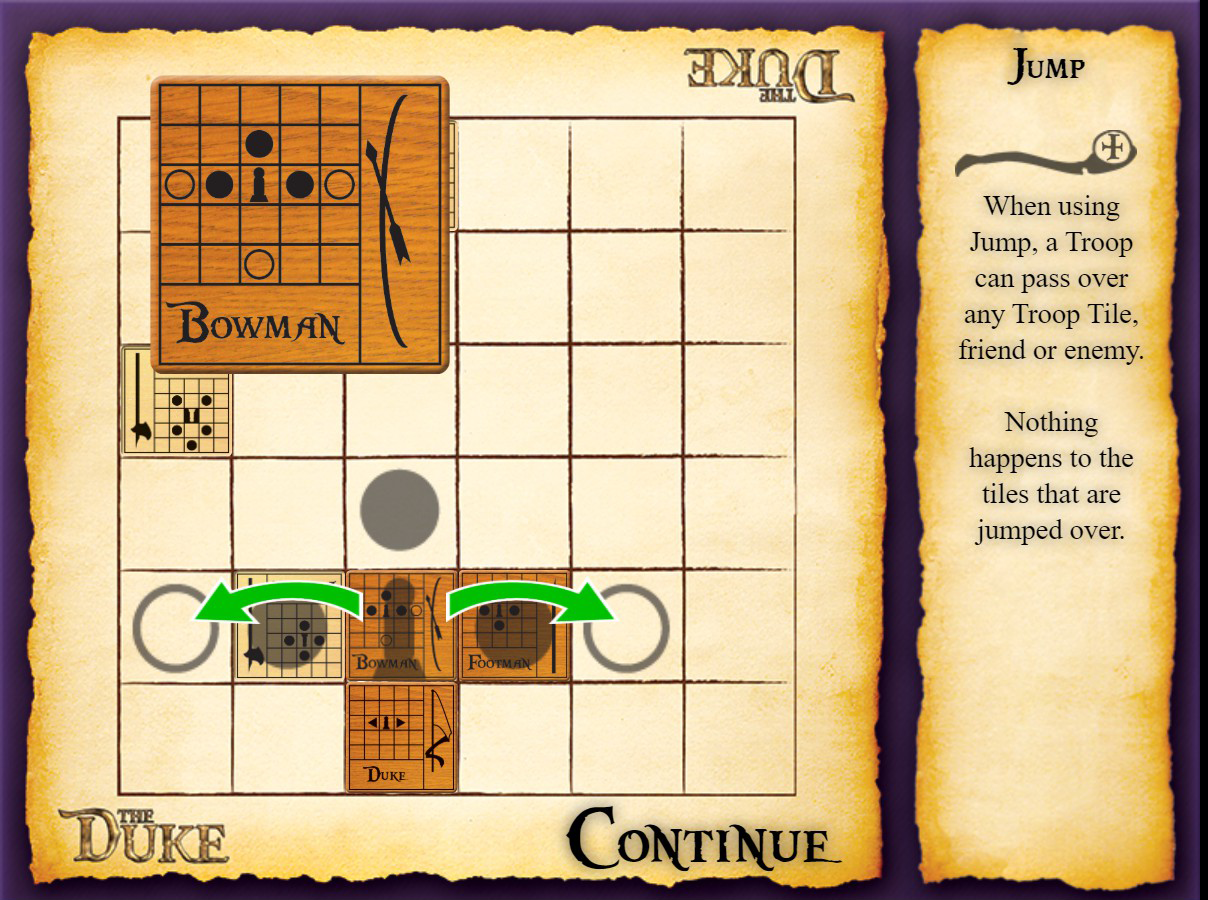 THE
DUKE
BOWMAN
BOWMAN
FOOTMAN
DUKE
THE
DUKE
CONTINUE
JUMP
When using
Jump, a Troop
can pass over
any Troop Tile,
friend or enemy.
Nothing
happens to the
tiles that are
jumped over.